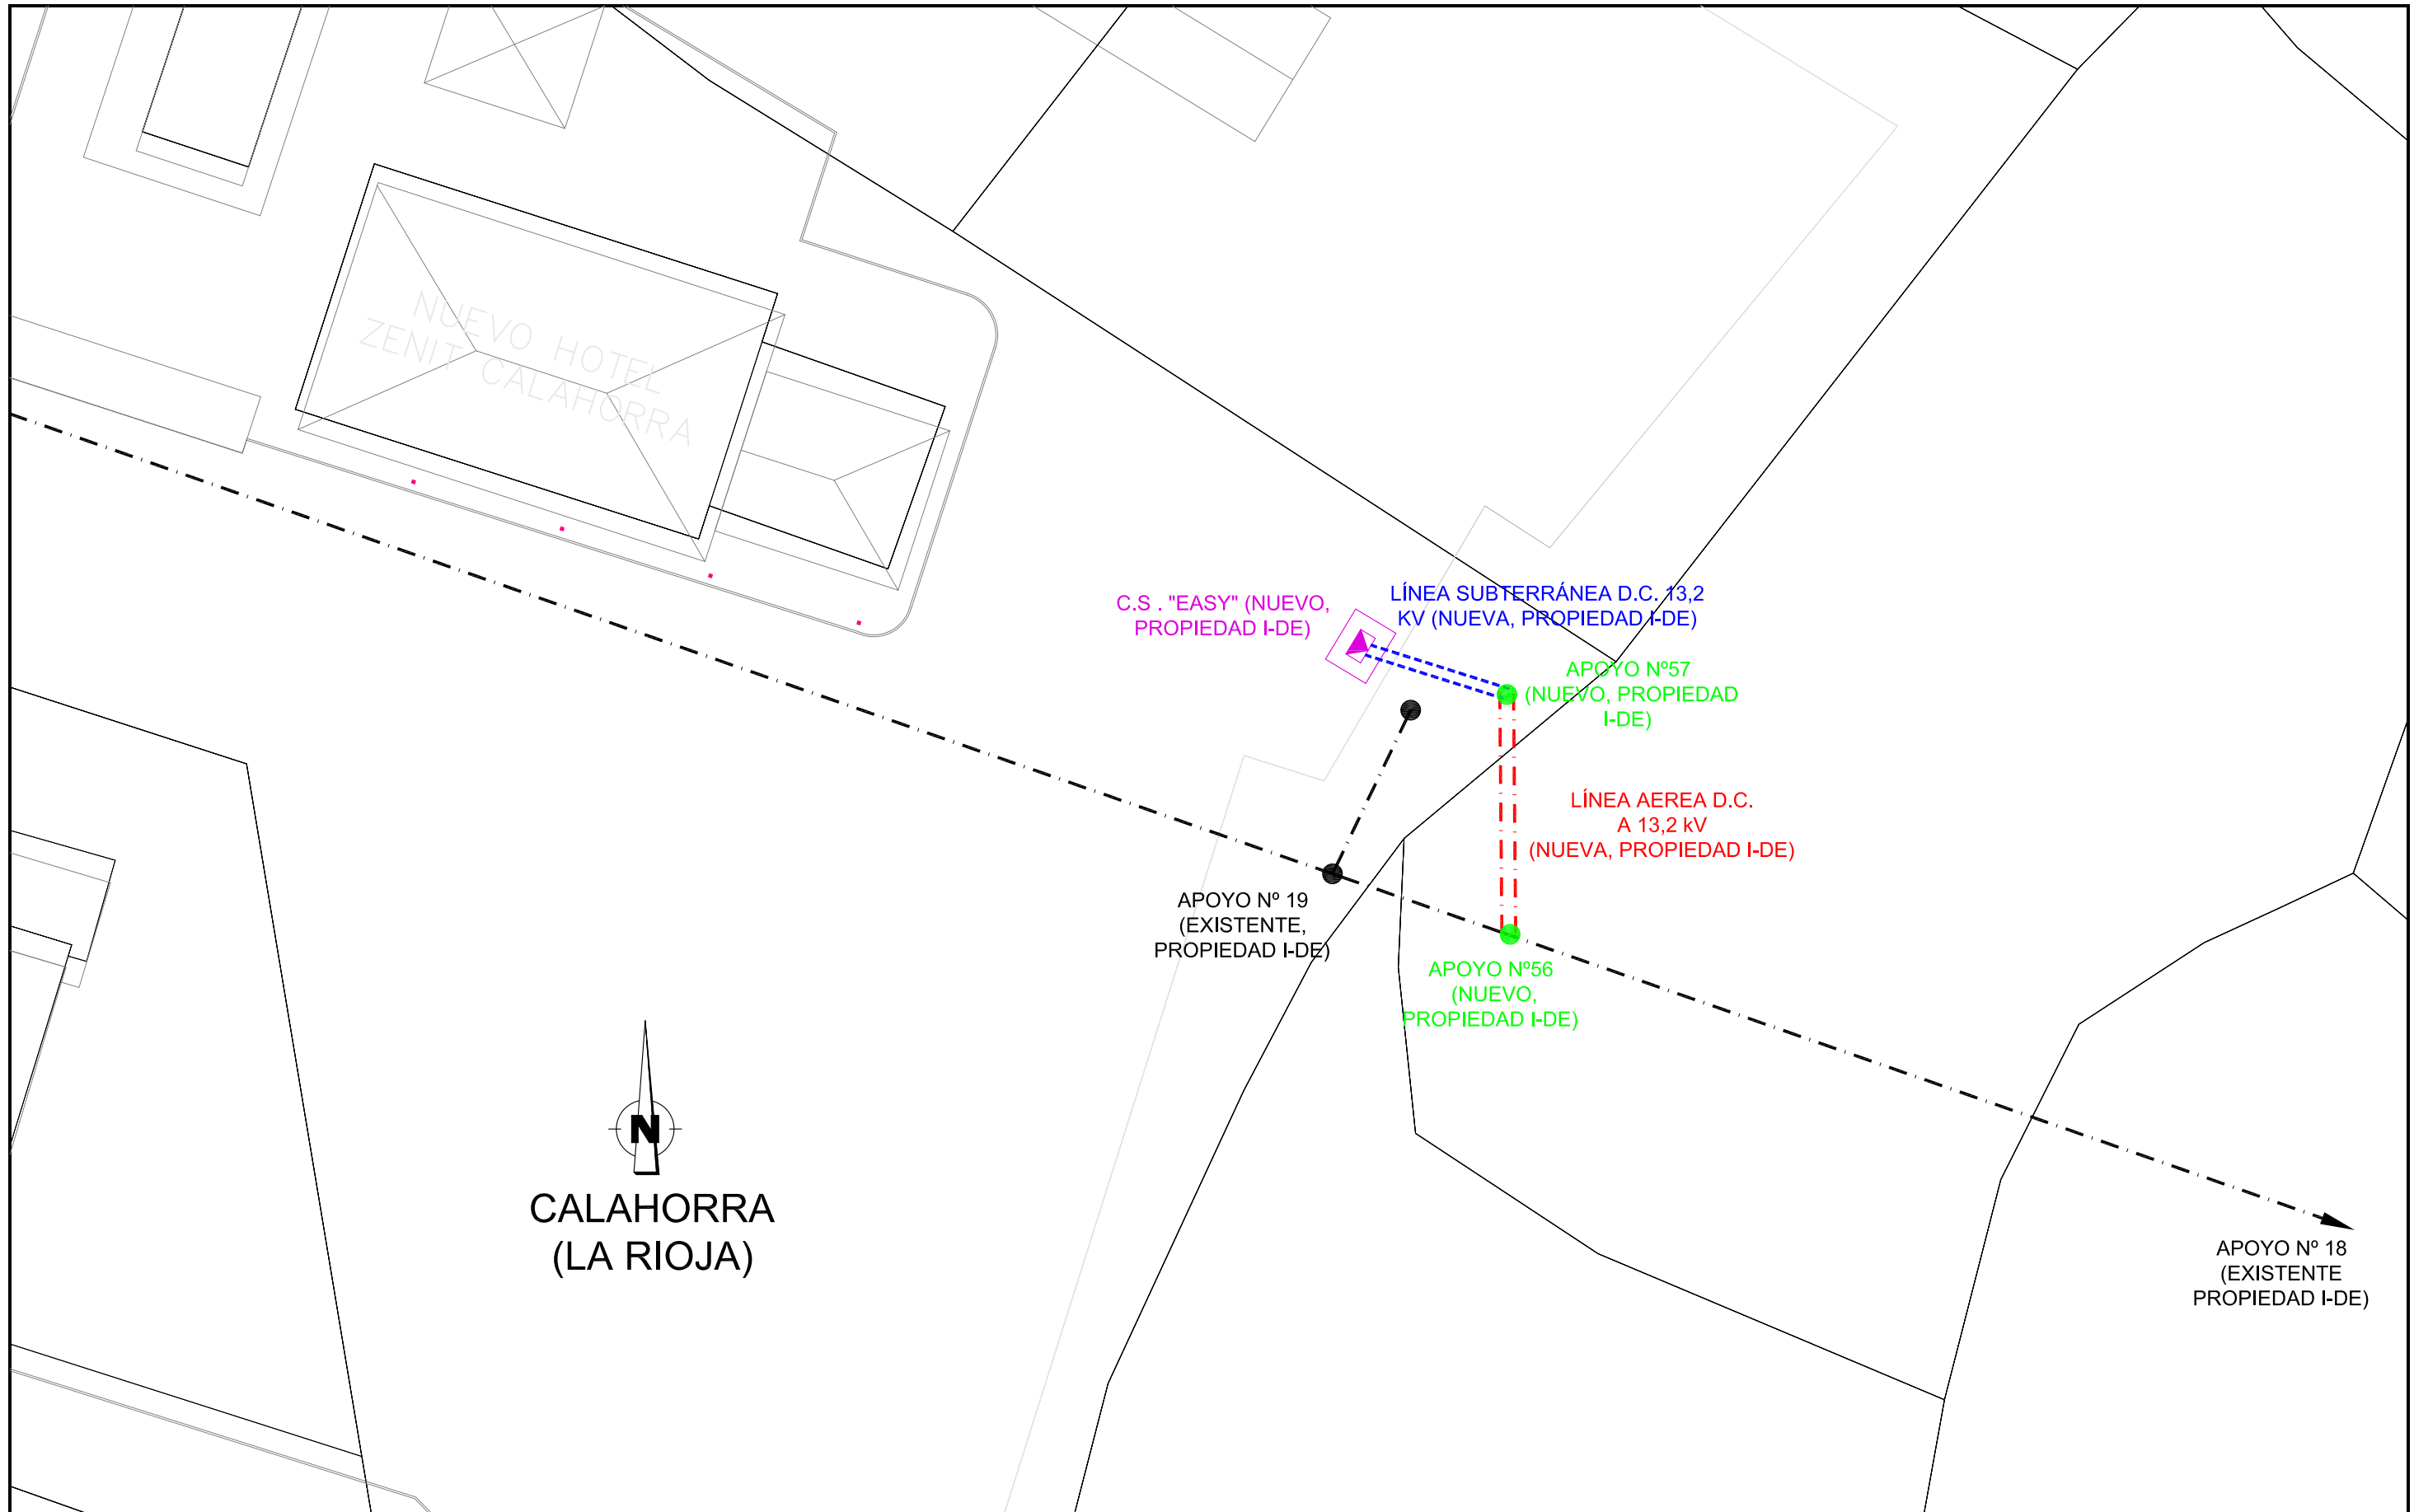 NUEVO HOTEL
ZENIT CALAHORRA
C.S . "EASY" (NUEVO,
PROPIEDAD I-DE)
LÍNEA SUBTERRÁNEA D.C. 13,2
KV (NUEVA, PROPIEDAD I-DE)
APOYO Nº57
(NUEVO, PROPIEDAD
I-DE)
LÍNEA AEREA D.C.
A 13,2 kV
(NUEVA, PROPIEDAD I-DE)
APOYO Nº 19
(EXISTENTE,
PROPIEDAD I-DE)
APOYO Nº56
(NUEVO,
PROPIEDAD I-DE)
N
CALAHORRA
(LA RIOJA)
APOYO Nº 18
(EXISTENTE
PROPIEDAD I-DE)